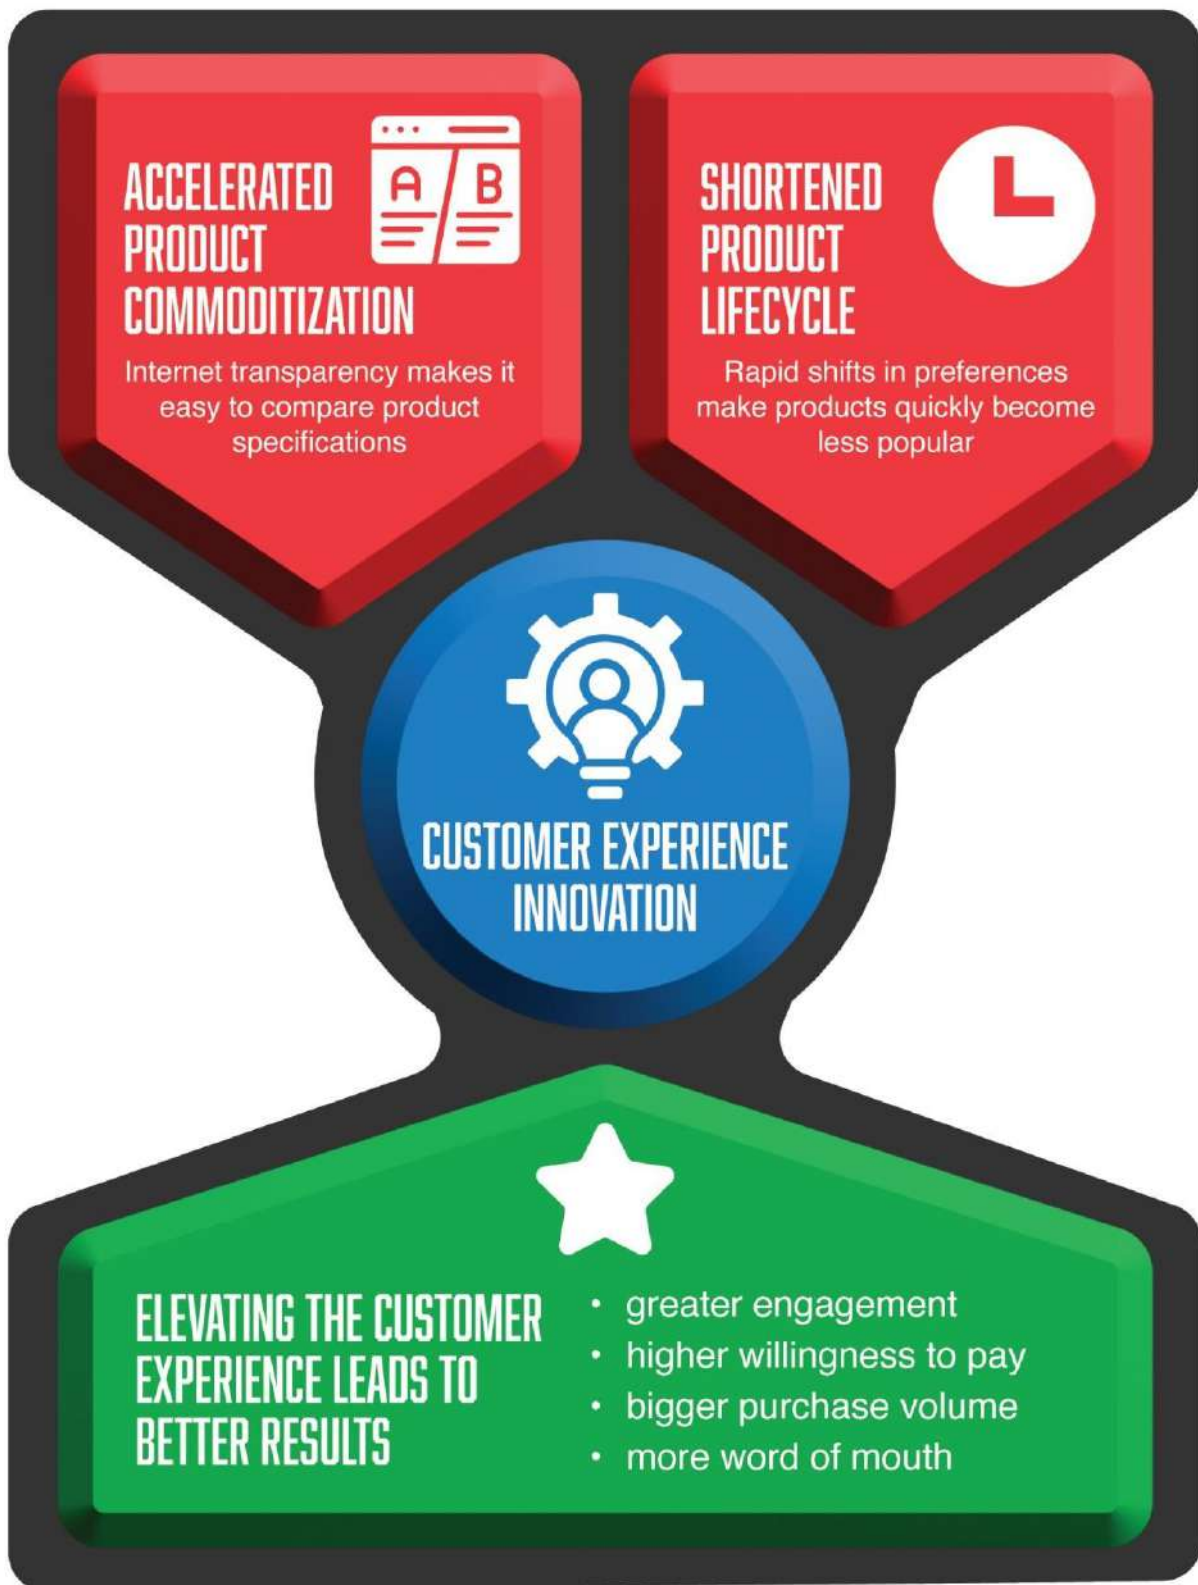 ACCELERATED
PRODUCT
COMMODITIZATION
A B
Internet transparency makes it
easy to compare product
specifications
SHORTENED
PRODUCT
LIFECYCLE
Rapid shifts in preferences
make products quickly become
less popular
CUSTOMER EXPERIENCE
INNOVATION
ELEVATING THE CUSTOMER
EXPERIENCE LEADS TO
BETTER RESULTS
• greater engagement
• higher willingness to pay
• bigger purchase volume
• more word of mouth